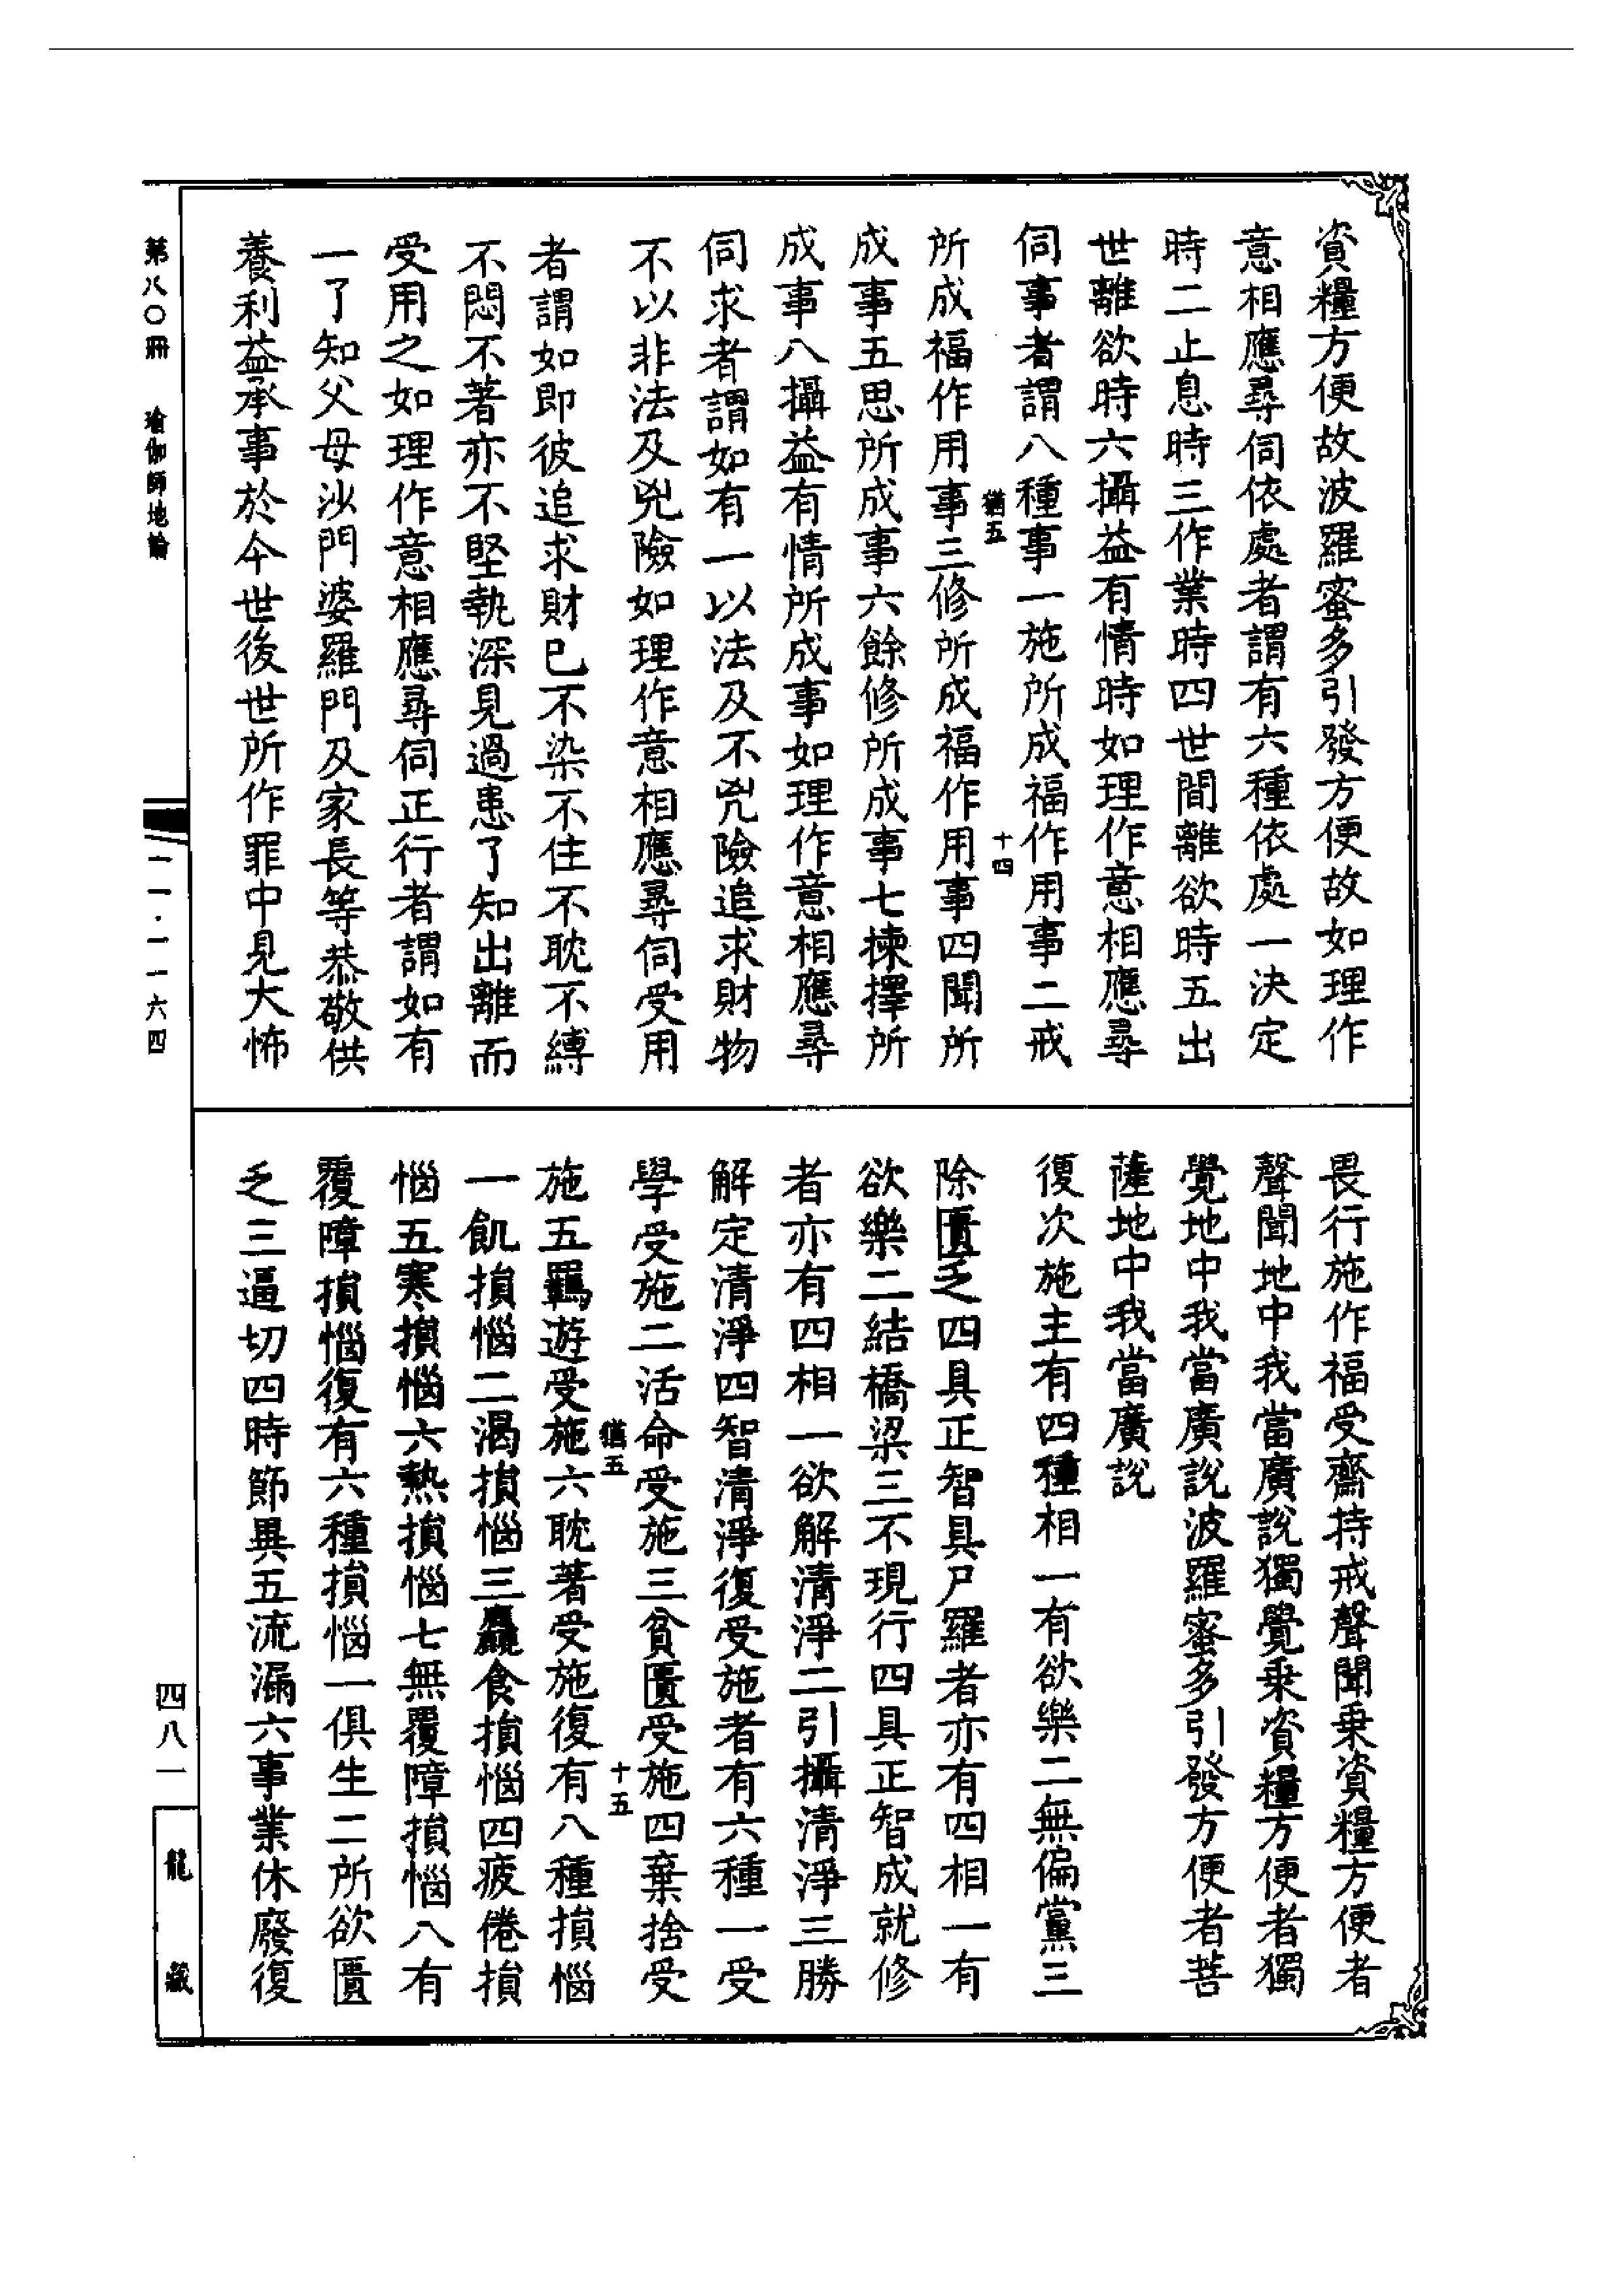 資糧方便故波羅蜜多引發方便故如理作
意相應尋伺依處者謂有六種依處一決定
時二止息時三作業時四世間離欲時五出
世離欲時六攝益有情時如理作意相應尋
伺事者謂八種事一施所成福作用事二戒
猶五
十四
所成福作用事三修所成福作用事四聞所
成事五思所成事六餘修所成事七揀擇所
成事八攝益有情所成事如理作意相應尋
伺求者謂如有一以法及不兇險追求財物
不以非法及兇險如理作意相應尋伺受用
者謂如即彼追求財已不染不住不耽不縛
不悶不著亦不堅執深見過患了知出離而
受用之如理作意相應尋伺正行者謂如有
一了知父母沙門婆羅門及家長等恭敬供
養利益承事於今世後世所作罪中見大怖
畏行施作福受齋持戒聲聞乗資糧方便者
聲聞地中我當廣說獨覺乗資糧方便者獨
覺地中我當廣說波羅蜜多引發方便者菩
薩地中我當廣說
復次施主有四種相一有欲樂二無偏黨三
除匱乏四具正智具尸羅者亦有四相一有
欲樂二結橋梁三不現行四具正智成就修
者亦有四相一欲解清淨二引攝清淨三勝
解定清淨四智清淨復受施者有六種一受
學受施二活命受施三貧匱受施四棄捨受
猶五
十五
施五羈遊受施六耽著受施復有八種損惱
一飢損惱二渴損惱三麤食損惱四疲倦損
惱五寒損惱六熱損惱七無覆障損惱八有
覆障損惱復有六種損惱一俱生二所欲匱
乏三逼切四時節異五流漏六事業休廢復
第八〇冊 瑜伽師地論
一一·一一六四
四八一
龍藏